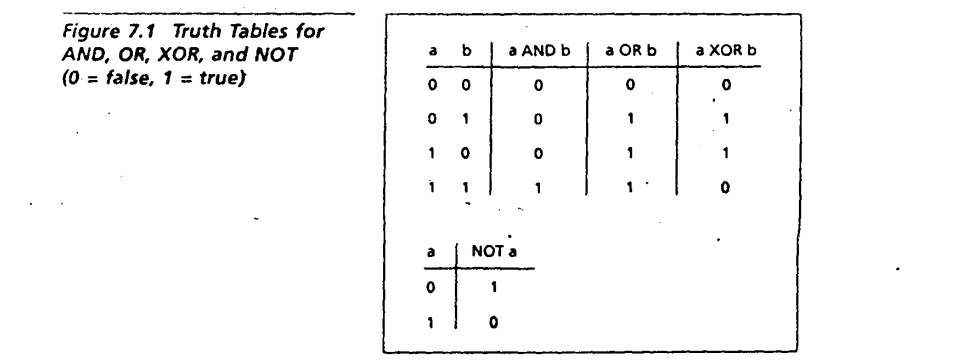 Figure 7.1 Truth Tables for
AND, OR, XOR, and NOT
(0 = false, 1 = true)
a b a AND b a OR b a XOR b
0 0 0 0 0
0 1 0 1 1
1 0 0 1 1
1 1 1 1 0
a NOT a
0 1
1 0